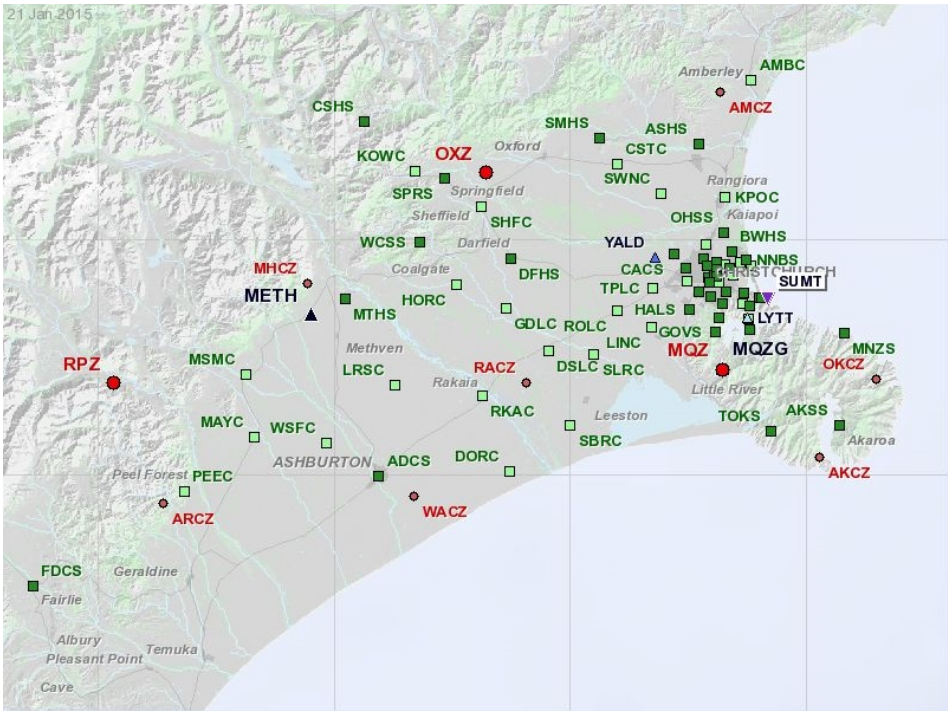 21 Jan 2015
AMBC
Amberley
AMCZ
CSHS
SMHS
ASHS
CSTC
KOWC
OXZ
Oxford
SWNC
Rangiora
SPRS
Springfield
KPOC
Sheffield
SHFC
OHSS
Kaiapoi
WCSS
Darfield
YALD
BWHS
MHCZ
Coalgate
DFHS
CACS
NNBS
CHRISTCHURCH
SUMT
METH
HORC
TPLC
MTHS
GDLC
ROLC
HALS
LYTT
GOVS
LINC
MNZS
MSMC
Methven
MQZ
MQZG
RPZ
LRSC
Rakaia
RACZ
DSLC
SLRC
OKCZ
Little River
RKAC
MAYC
WSFC
Leeston
TOKS
AKSS
SBRC
Akaroa
ASHBURTON
ADCS
DORC
Peel Forest
PEEC
AKCZ
ARCZ
WACZ
FDCS
Geraldine
Fairlie
Albury
Temuka
Pleasant Point
Cave